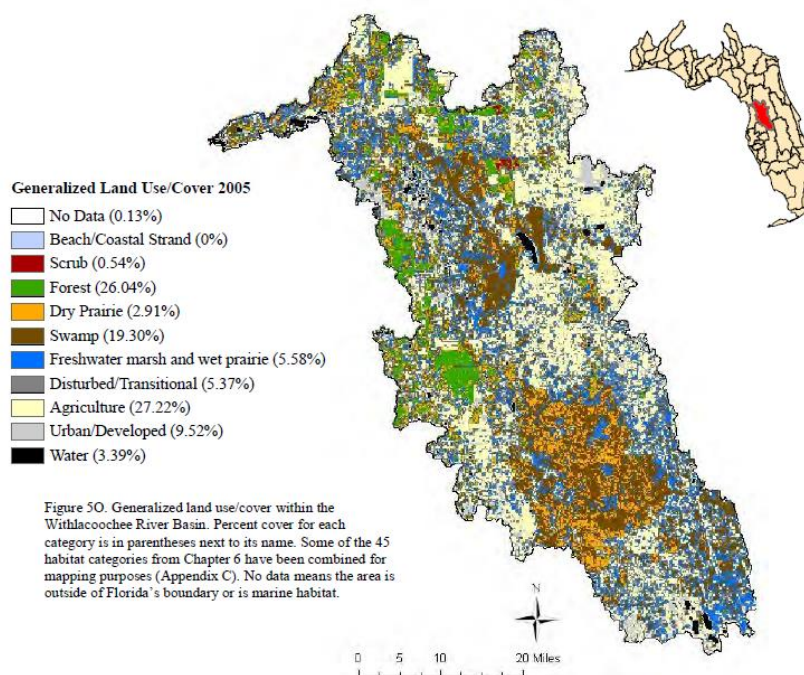 Generalized Land Use/Cover 2005
No Data (0.13%)
Beach/Coastal Strand (0%)
Scrub (0.54%)
Forest (26.04%)
Dry Prairie (2.91%)
Swamp (19.30%)
Freshwater marsh and wet prairie (5.58%)
Disturbed/Transitional (5.37%)
Agriculture (27.22%)
Urban/Developed (9.52%)
Water (3.39%)
Figure 5O. Generalized land use/cover within the
Withlacoochee River Basin. Percent cover for each
category is in parentheses next to its name. Some of the 45
habitat categories from Chapter 6 have been combined for
mapping purposes (Appendix C). No data means the area is
outside of Florida's boundary or is marine habitat.
N
0 5 10 20 Miles